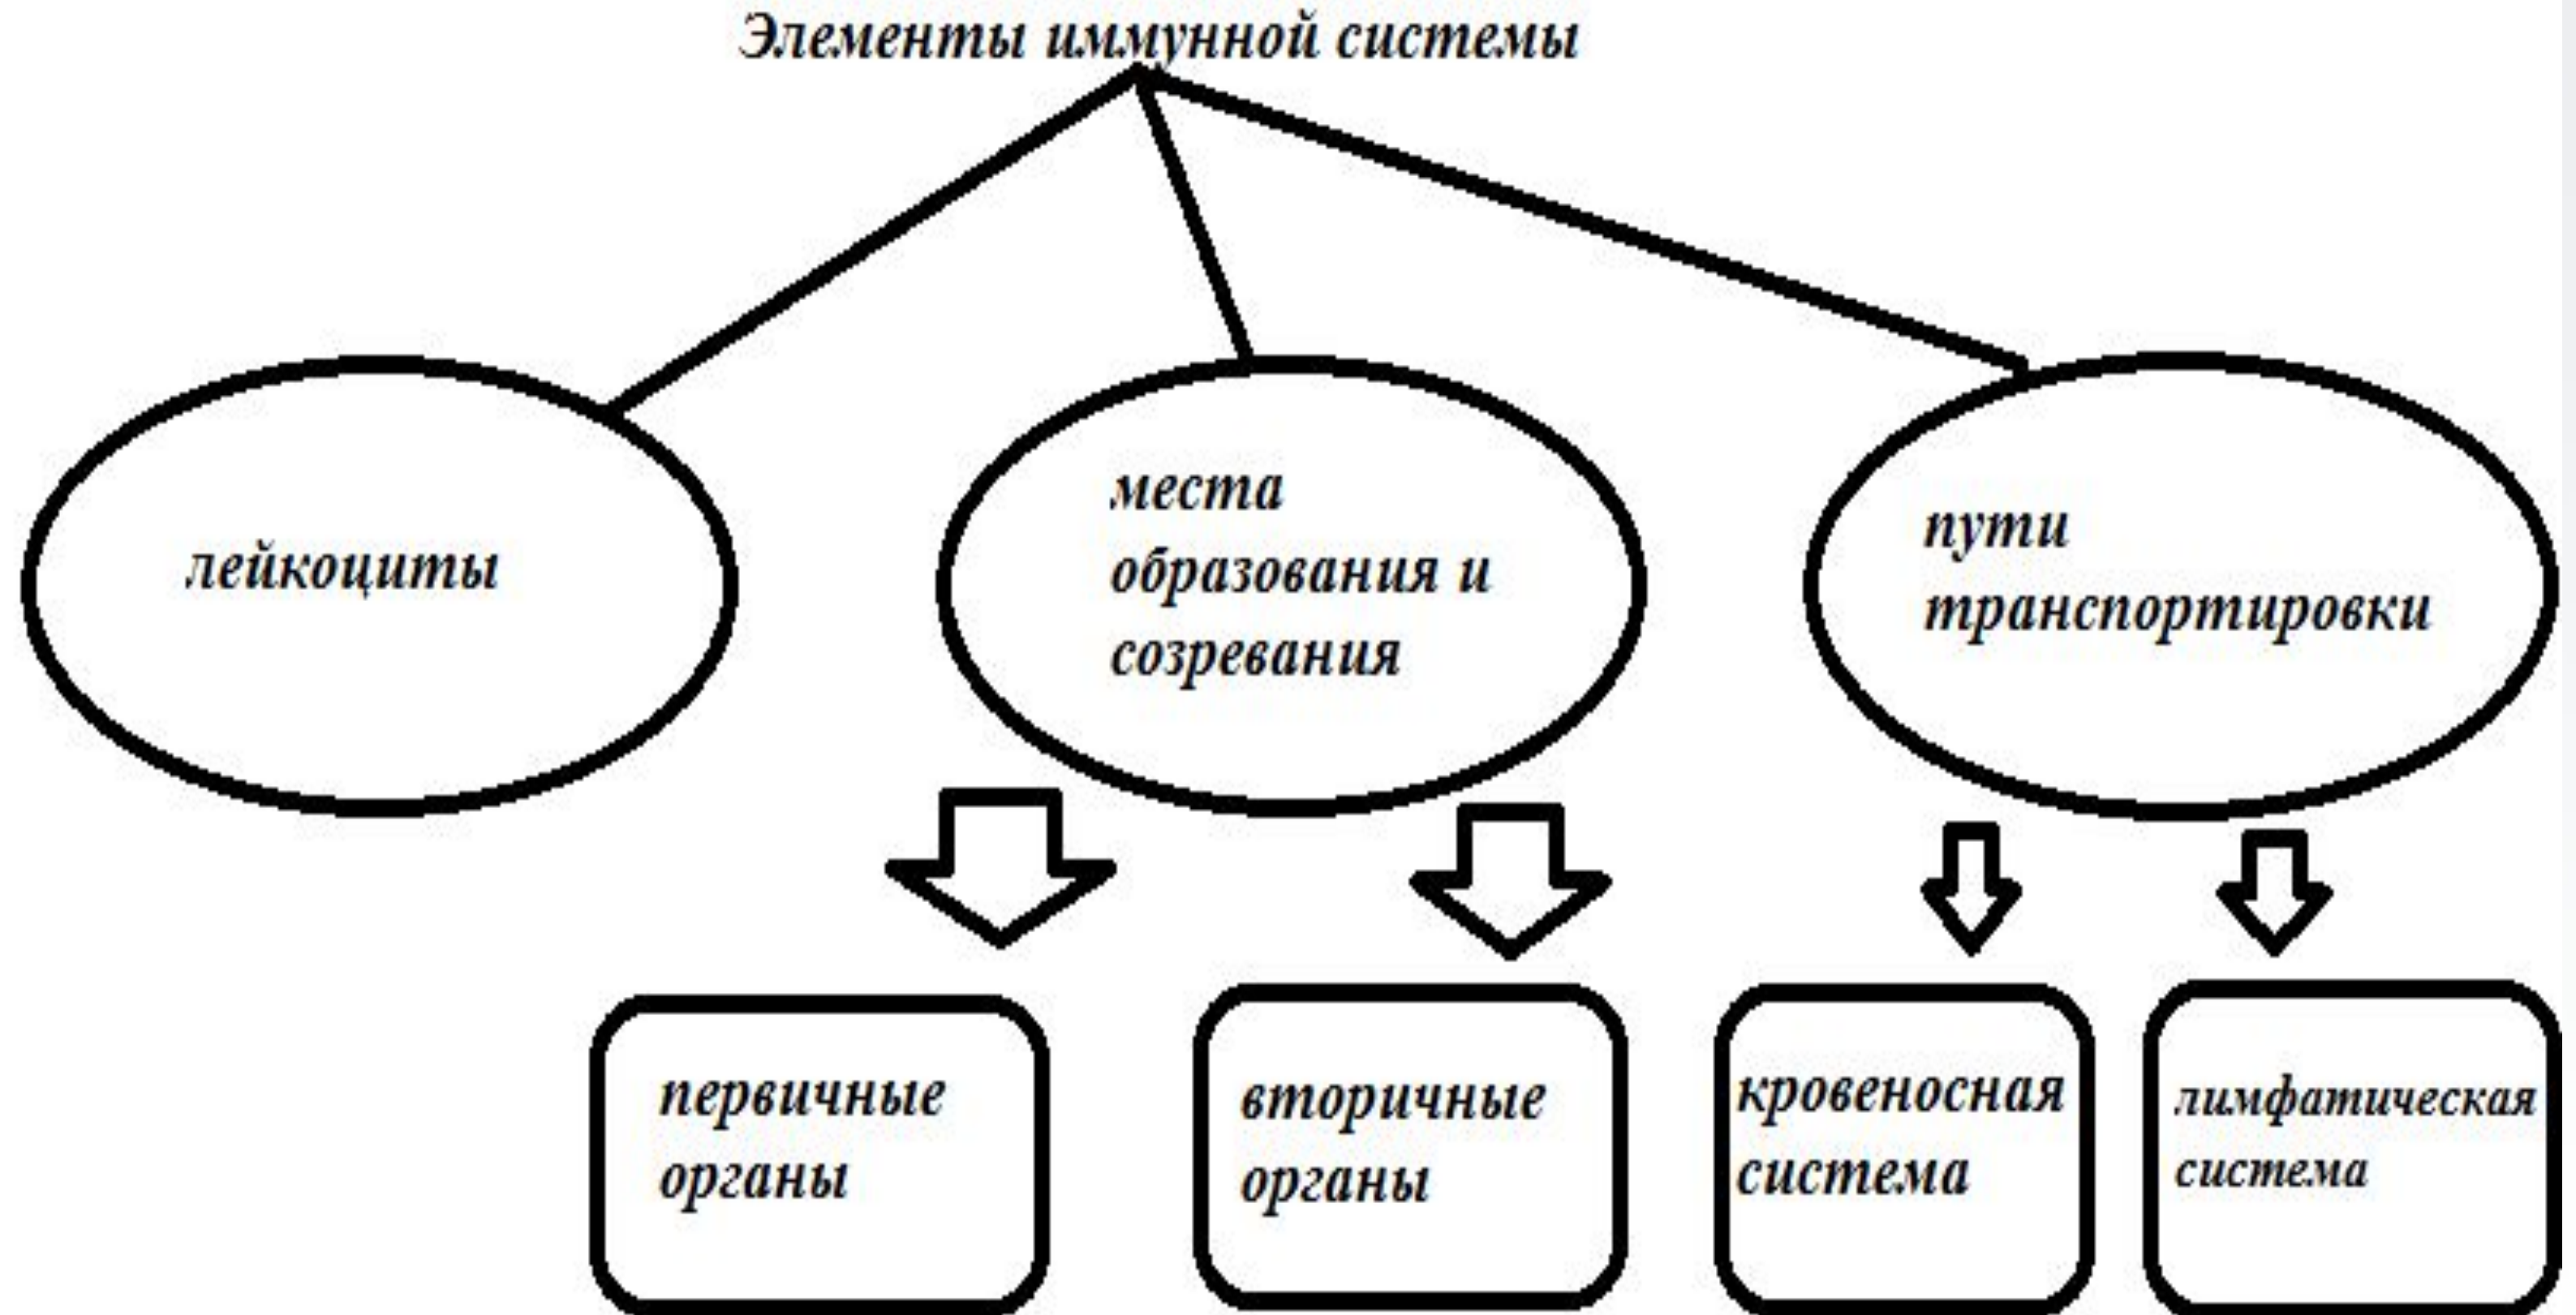 Элементы иммунной системы
лейкоциты
места
образования и
созревания
пути
транспортировки
первичные
органы
вторичные
органы
кровеносная
система
лимфатическая
система